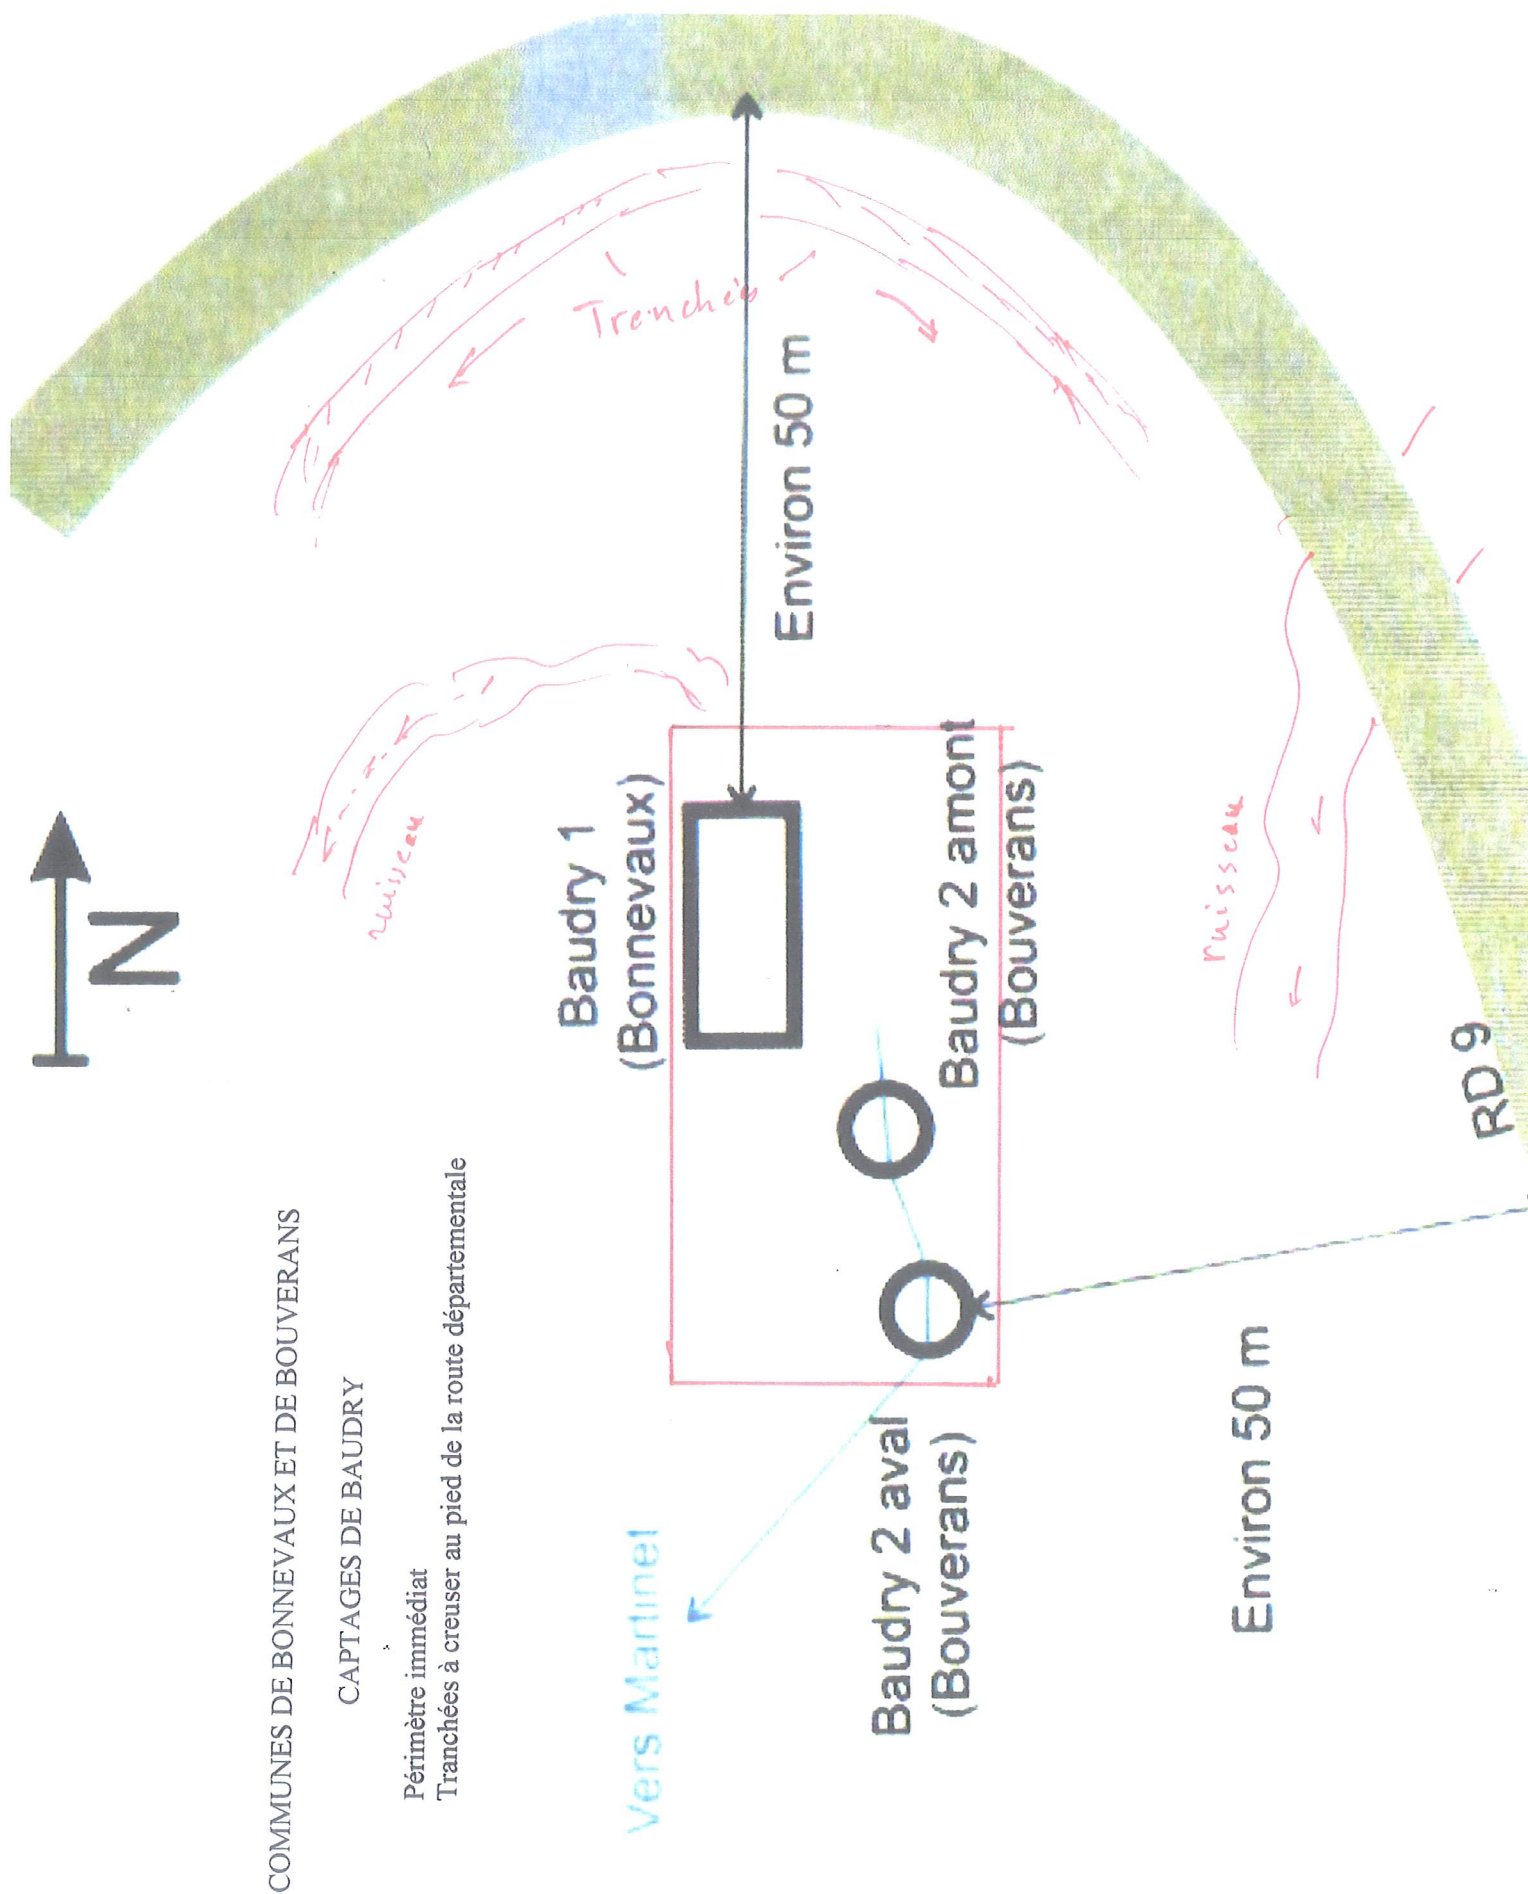 COMMUNES DE BONNEVAUX ET DE BOUVERANS
CAPTAGES DE BAUDRY
Périmètre immédiat
Tranchées à creuser au pied de la route départementale
N
Vers Martinet
Baudry 1
(Bonnevaux)
Baudry 2 amont
(Bouverans)
Baudry 2 aval
(Bouverans)
Environ 50 m
Environ 50 m
RD 9
Trenchées
ruisseau
ruisseau